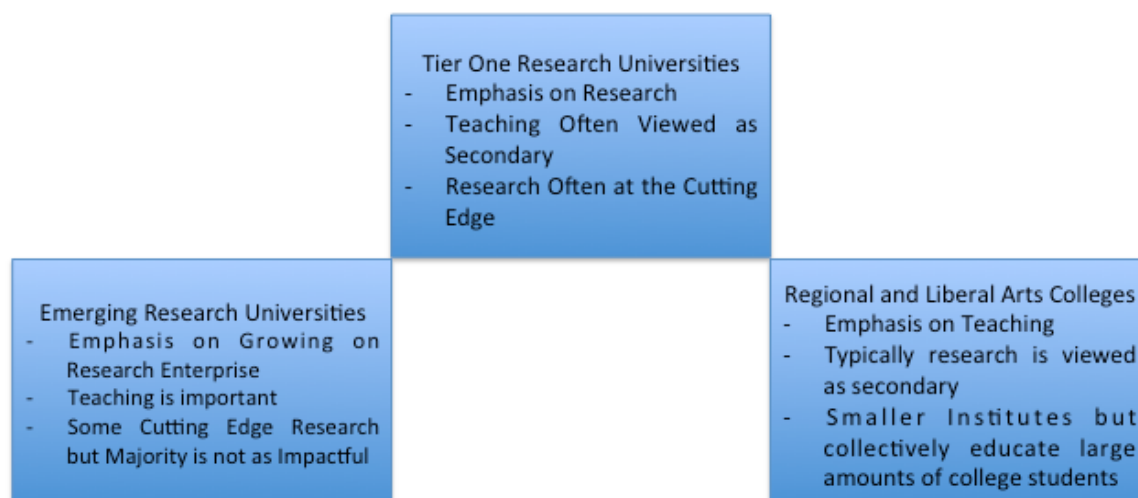 Tier One Research Universities
- Emphasis on Research
- Teaching Often Viewed as
Secondary
- Research Often at the Cutting
Edge
Emerging Research Universities
- Emphasis on Growing on
Research Enterprise
- Teaching is important
- Some Cutting Edge Research
but Majority is not as Impactful
Regional and Liberal Arts Colleges
- Emphasis on Teaching
- Typically research is viewed
as secondary
- Smaller Institutes but
collectively educate large
amounts of college students